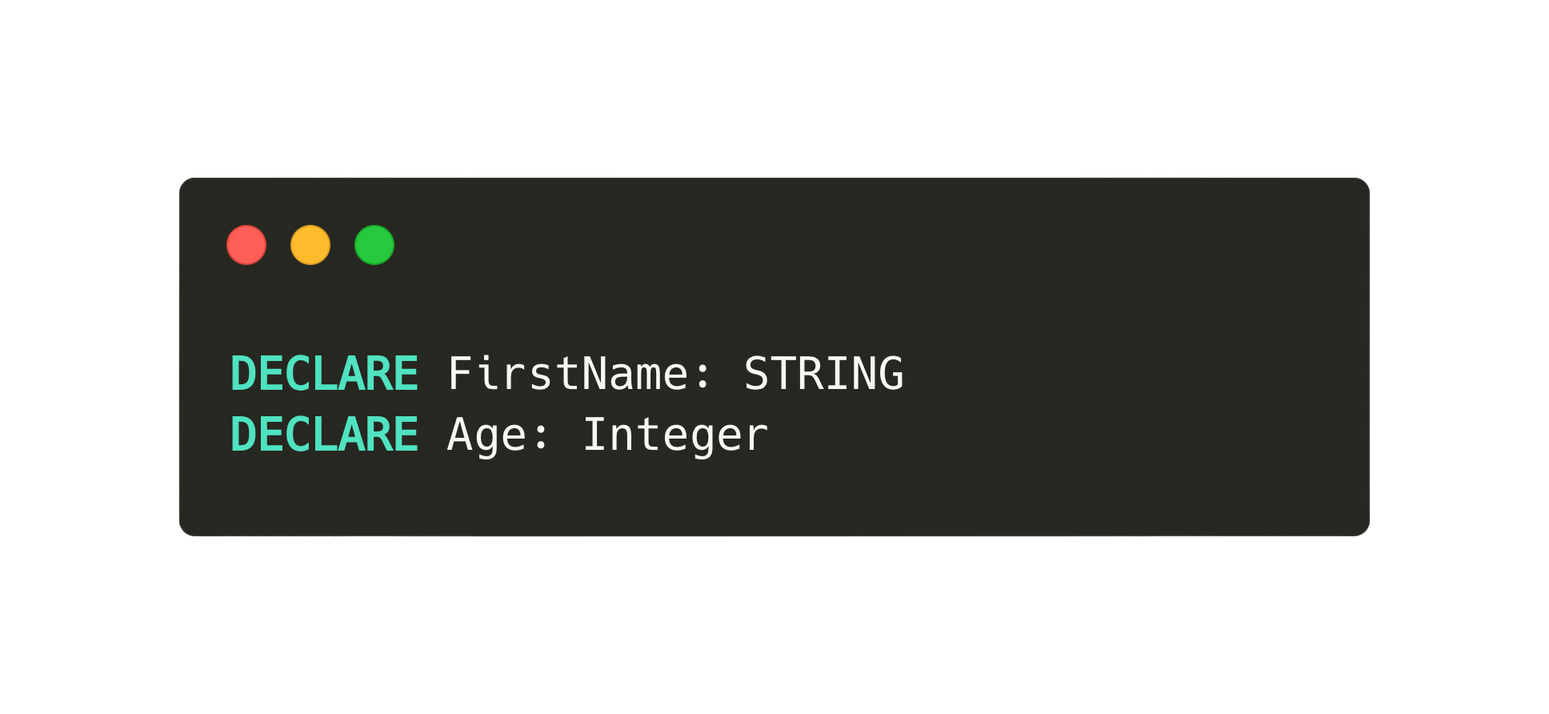 DECLARE FirstName: STRING
DECLARE Age: Integer